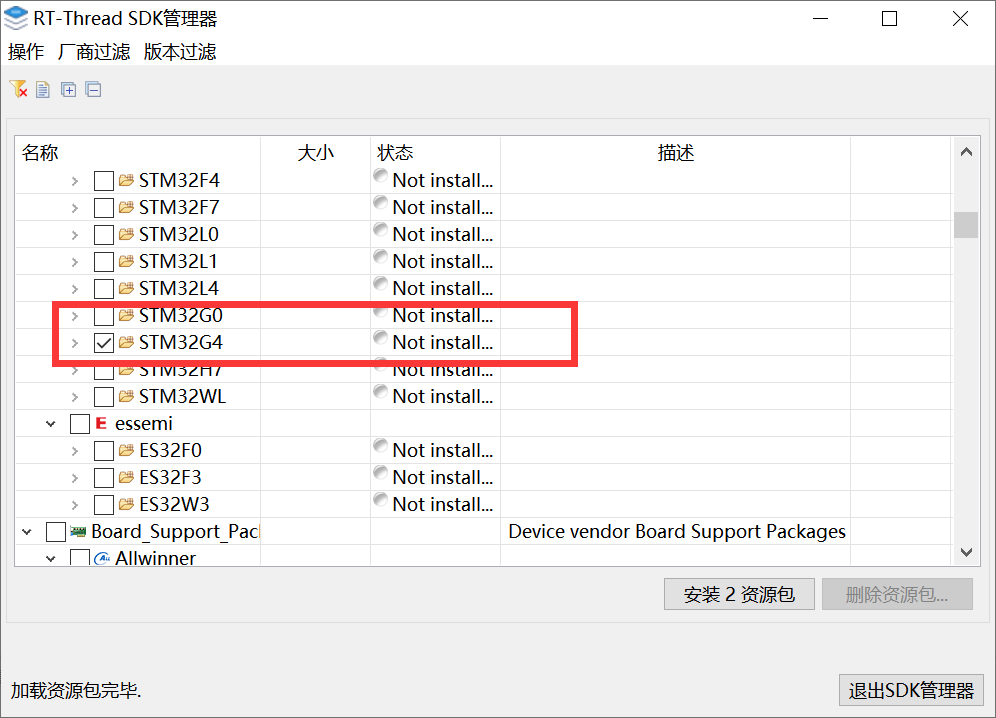 RT-Thread SDK管理器
操作 厂商过滤 版本过滤
名称 大小 状态 描述
STM32F4 Not install...
STM32F7 Not install...
STM32L0 Not install...
STM32L1 Not install...
STM32L4 Not install...
STM32G0 Not install...
STM32G4 Not install...
STM32H7 Not install...
STM32WL Not install...
E essemi
ES32F0 Not install...
ES32F3 Not install...
ES32W3 Not install...
Board_Support_Pac Device vendor Board Support Packages
Allwinner
安装 2 资源包 删除资源包...
加载资源包完毕. 退出SDK管理器